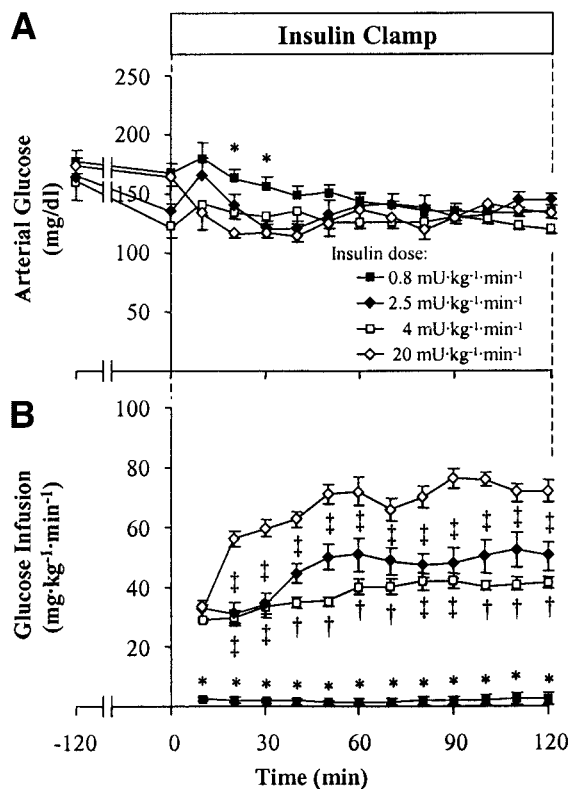 A
Insulin Clamp
250
200
150
100
50
Arterial Glucose
(mg/dl)
* *
Insulin dose:
0.8 mU·kg⁻¹·min⁻¹
2.5 mU·kg⁻¹·min⁻¹
4 mU·kg⁻¹·min⁻¹
20 mU·kg⁻¹·min⁻¹
B
100
80
60
40
20
Glucose Infusion
(mg·kg⁻¹·min⁻¹)
‡ ‡ ‡ ‡ ‡ ‡ ‡ ‡ ‡ ‡ ‡
‡ ‡ † † † † ‡ ‡ † † †
* * * * * * * * * * * *
-120 0 30 60 90 120
Time (min)